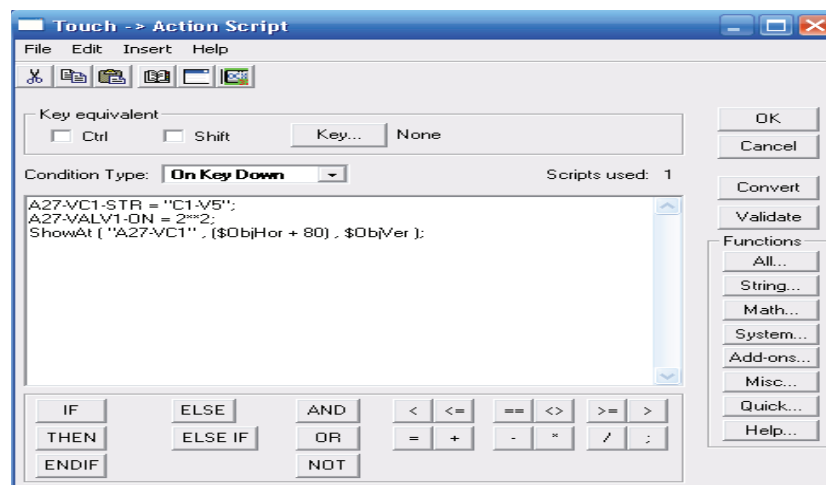 Touch -> Action Script
File Edit Insert Help
Key equivalent
Ctrl Shift Key... None
OK
Cancel
Condition Type: On Key Down Scripts used: 1
Convert
Validate
A27-VC1-STR = "C1-V5";
A27-VALV1-ON = 2**2;
ShowAt ( "A27-VC1" , ($ObjHor + 80) , $ObjVer );
Functions
All...
String...
Math...
System...
Add-ons...
Misc...
Quick...
Help...
IF ELSE AND < <= == <> >= >
THEN ELSE IF OR = + - * / ;
ENDIF NOT